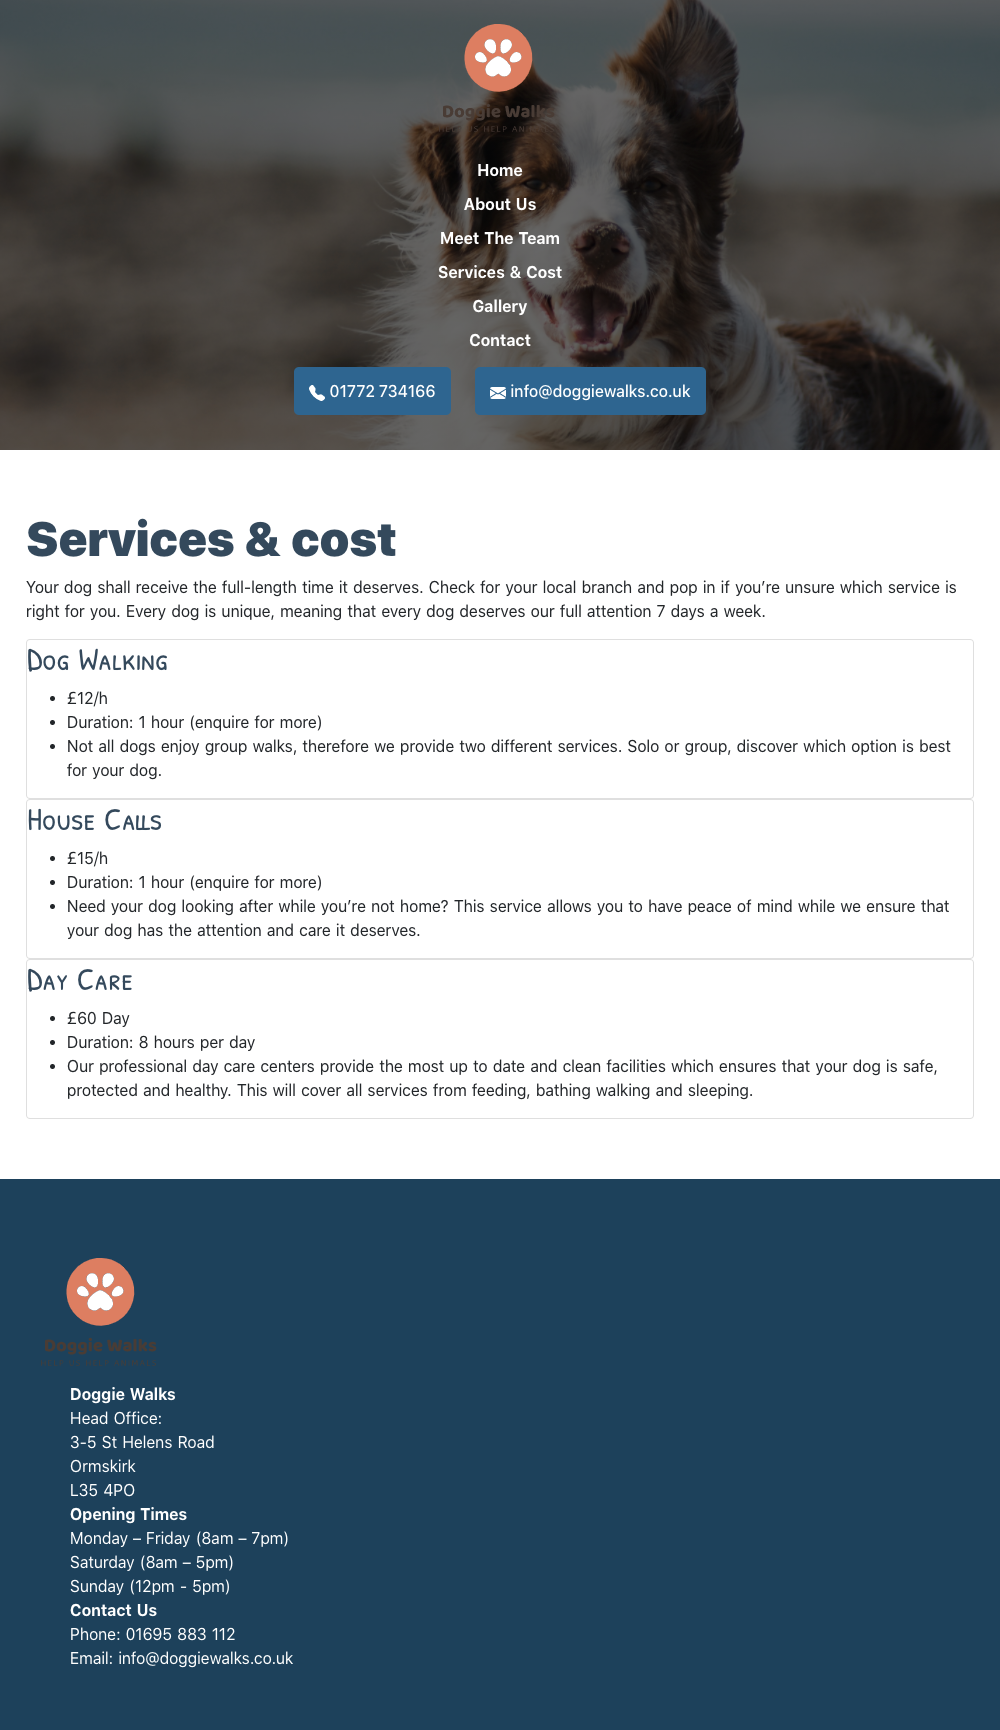 Doggie Walks
Home
About Us
Meet The Team
Services & Cost
Gallery
Contact
01772 734166
info@doggiewalks.co.uk
Services & cost
Your dog shall receive the full-length time it deserves. Check for your local branch and pop in if you’re unsure which service is
right for you. Every dog is unique, meaning that every dog deserves our full attention 7 days a week.
Dog Walking
£12/h
Duration: 1 hour (enquire for more)
Not all dogs enjoy group walks, therefore we provide two different services. Solo or group, discover which option is best
for your dog.
House Calls
£15/h
Duration: 1 hour (enquire for more)
Need your dog looking after while you’re not home? This service allows you to have peace of mind while we ensure that
your dog has the attention and care it deserves.
Day Care
£60 Day
Duration: 8 hours per day
Our professional day care centers provide the most up to date and clean facilities which ensures that your dog is safe,
protected and healthy. This will cover all services from feeding, bathing walking and sleeping.
Doggie Walks
Doggie Walks
Head Office:
3-5 St Helens Road
Ormskirk
L35 4PO
Opening Times
Monday – Friday (8am – 7pm)
Saturday (8am – 5pm)
Sunday (12pm - 5pm)
Contact Us
Phone: 01695 883 112
Email: info@doggiewalks.co.uk